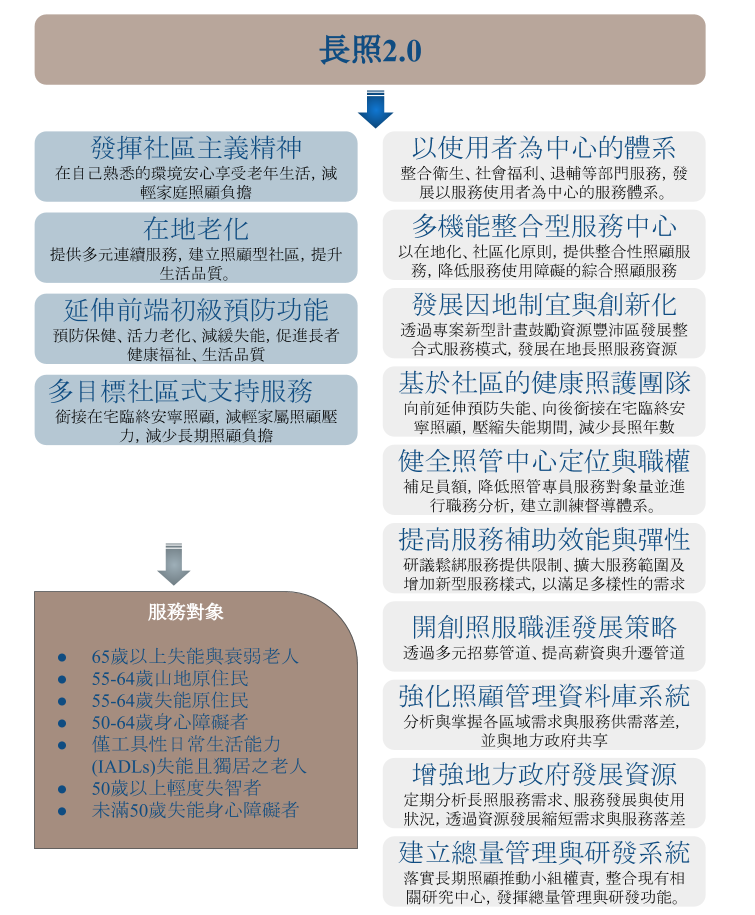 長照2.0
發揮社區主義精神
在自己熟悉的環境安心享受老年生活, 減
輕家庭照顧負擔
在地老化
提供多元連續服務, 建立照顧型社區, 提升
生活品質。
延伸前端初級預防功能
預防保健、活力老化、減緩失能, 促進長者
健康福祉、生活品質
多目標社區式支持服務
銜接在宅臨終安寧照顧, 減輕家屬照顧壓
力, 減少長期照顧負擔
服務對象
● 65歲以上失能與衰弱老人
● 55-64歲山地原住民
● 55-64歲失能原住民
● 50-64歲身心障礙者
● 僅工具性日常生活能力
(IADLs)失能且獨居之老人
● 50歲以上輕度失智者
● 未滿50歲失能身心障礙者
以使用者為中心的體系
整合衛生、社會福利、退輔等部門服務, 發
展以服務使用者為中心的服務體系。
多機能整合型服務中心
以在地化、社區化原則, 提供整合性照顧服
務, 降低服務使用障礙的綜合照顧服務
發展因地制宜與創新化
透過專案新型計畫鼓勵資源豐沛區發展整
合式服務模式, 發展在地長照服務資源
基於社區的健康照護團隊
向前延伸預防失能、向後銜接在宅臨終安
寧照顧, 壓縮失能期間, 減少長照年數
健全照管中心定位與職權
補足員額, 降低照管專員服務對象量並進
行職務分析, 建立訓練督導體系。
提高服務補助效能與彈性
研議鬆綁服務提供限制、擴大服務範圍及
增加新型服務樣式, 以滿足多樣性的需求
開創照服職涯發展策略
透過多元招募管道、提高薪資與升遷管道
強化照顧管理資料庫系統
分析與掌握各區域需求與服務供需落差,
並與地方政府共享
增強地方政府發展資源
定期分析長照服務需求、服務發展與使用
狀況, 透過資源發展縮短需求與服務落差
建立總量管理與研發系統
落實長期照顧推動小組權責, 整合現有相
關研究中心, 發揮總量管理與研發功能。